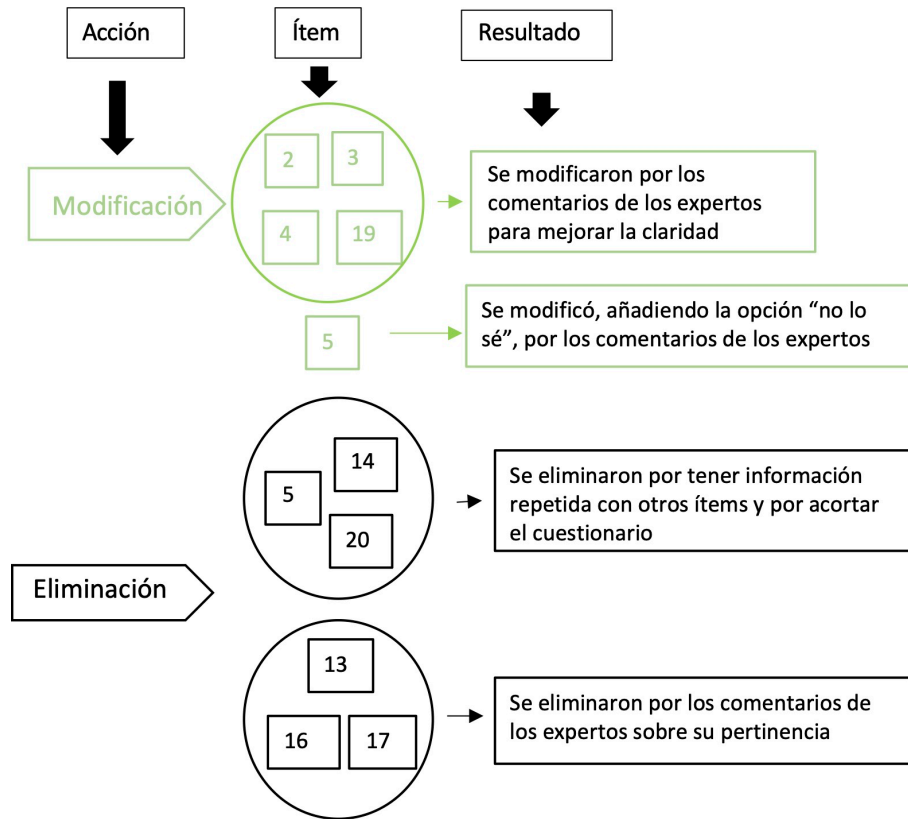 Acción
Ítem
Resultado
Modificación
2
3
4
19
Se modificaron por los
comentarios de los expertos
para mejorar la claridad
5
Se modificó, añadiendo la opción “no lo
sé”, por los comentarios de los expertos
Eliminación
14
5
20
Se eliminaron por tener información
repetida con otros ítems y por acortar
el cuestionario
13
16
17
Se eliminaron por los comentarios de
los expertos sobre su pertinencia